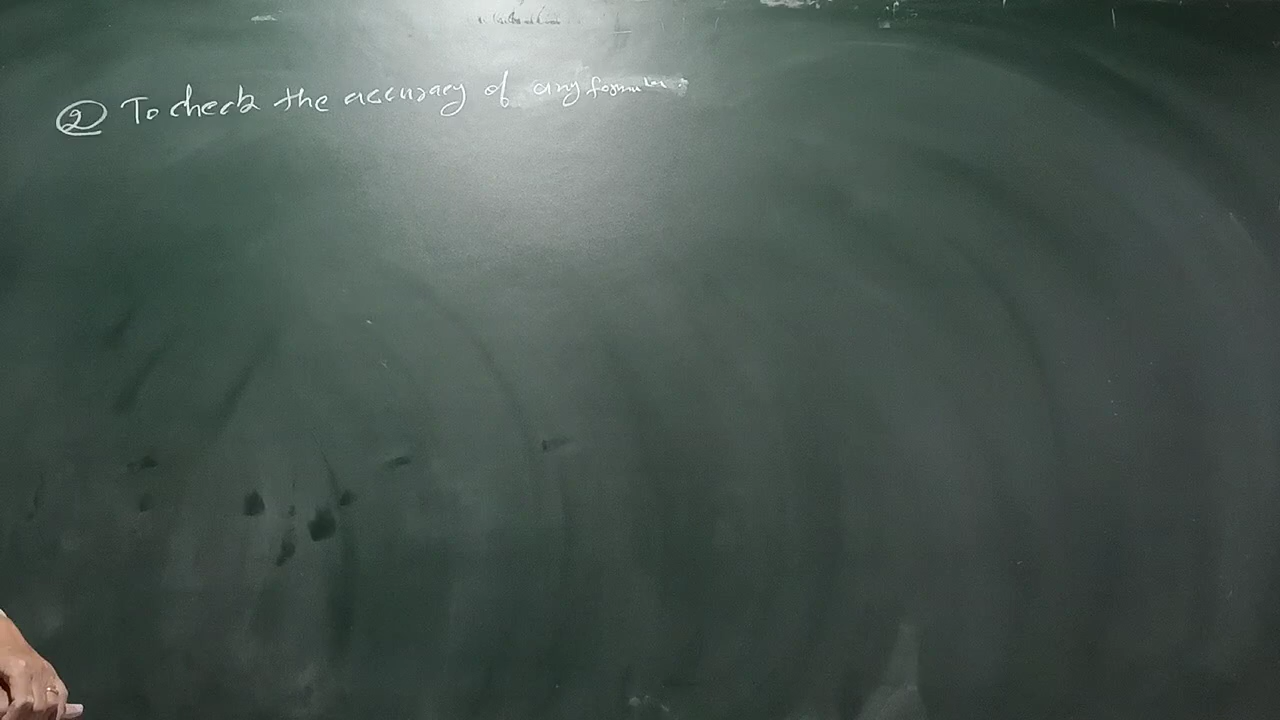 ② To check the accuracy of any formula: